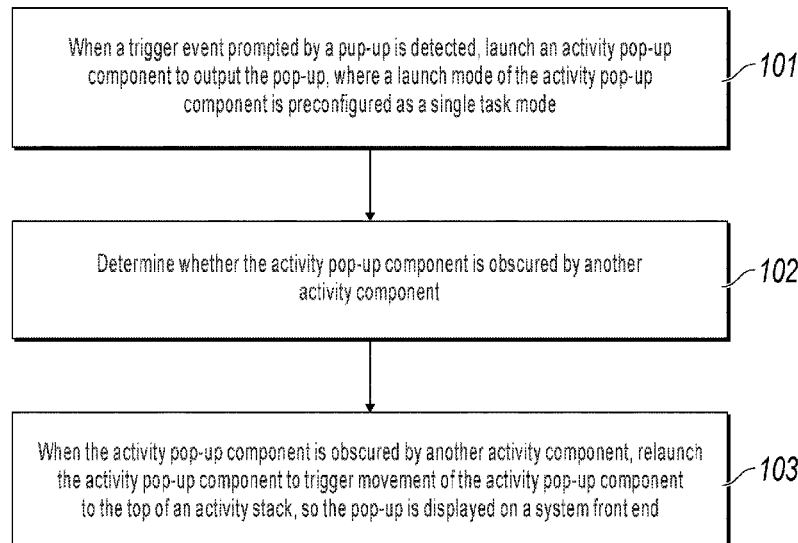 When a trigger event prompted by a pup-up is detected, launch an activity pop-up
component to output the pop-up, where a launch mode of the activity pop-up
component is preconfigured as a single task mode
101
Determine whether the activity pop-up component is obscured by another
activity component
102
When the activity pop-up component is obscured by another activity component, relaunch
the activity pop-up component to trigger movement of the activity pop-up component
to the top of an activity stack, so the pop-up is displayed on a system front end
103